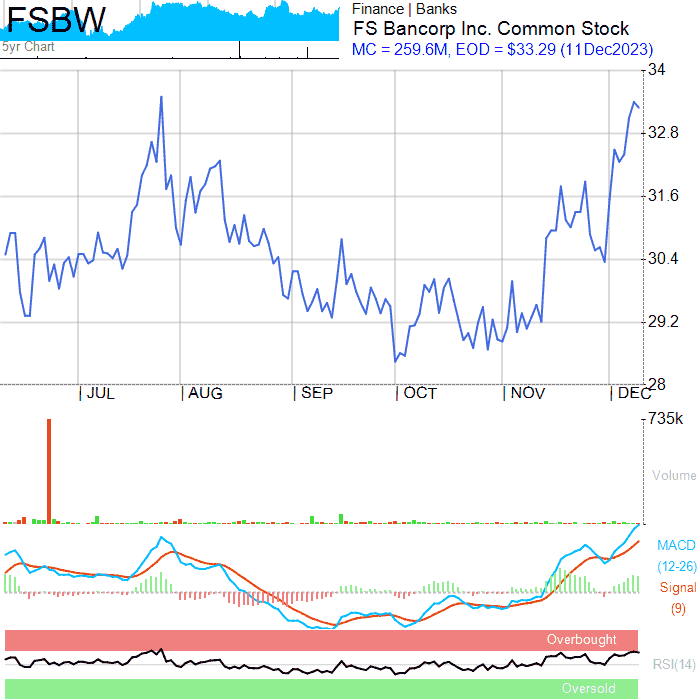 FSBW
5yr Chart
Finance | Banks
FS Bancorp Inc. Common Stock
MC = 259.6M, EOD = $33.29 (11Dec2023)
34
32.8
31.6
30.4
29.2
28
JUL AUG SEP OCT NOV DEC
735k
Volume
MACD
(12-26)
Signal
(9)
Overbought
RSI(14)
Oversold